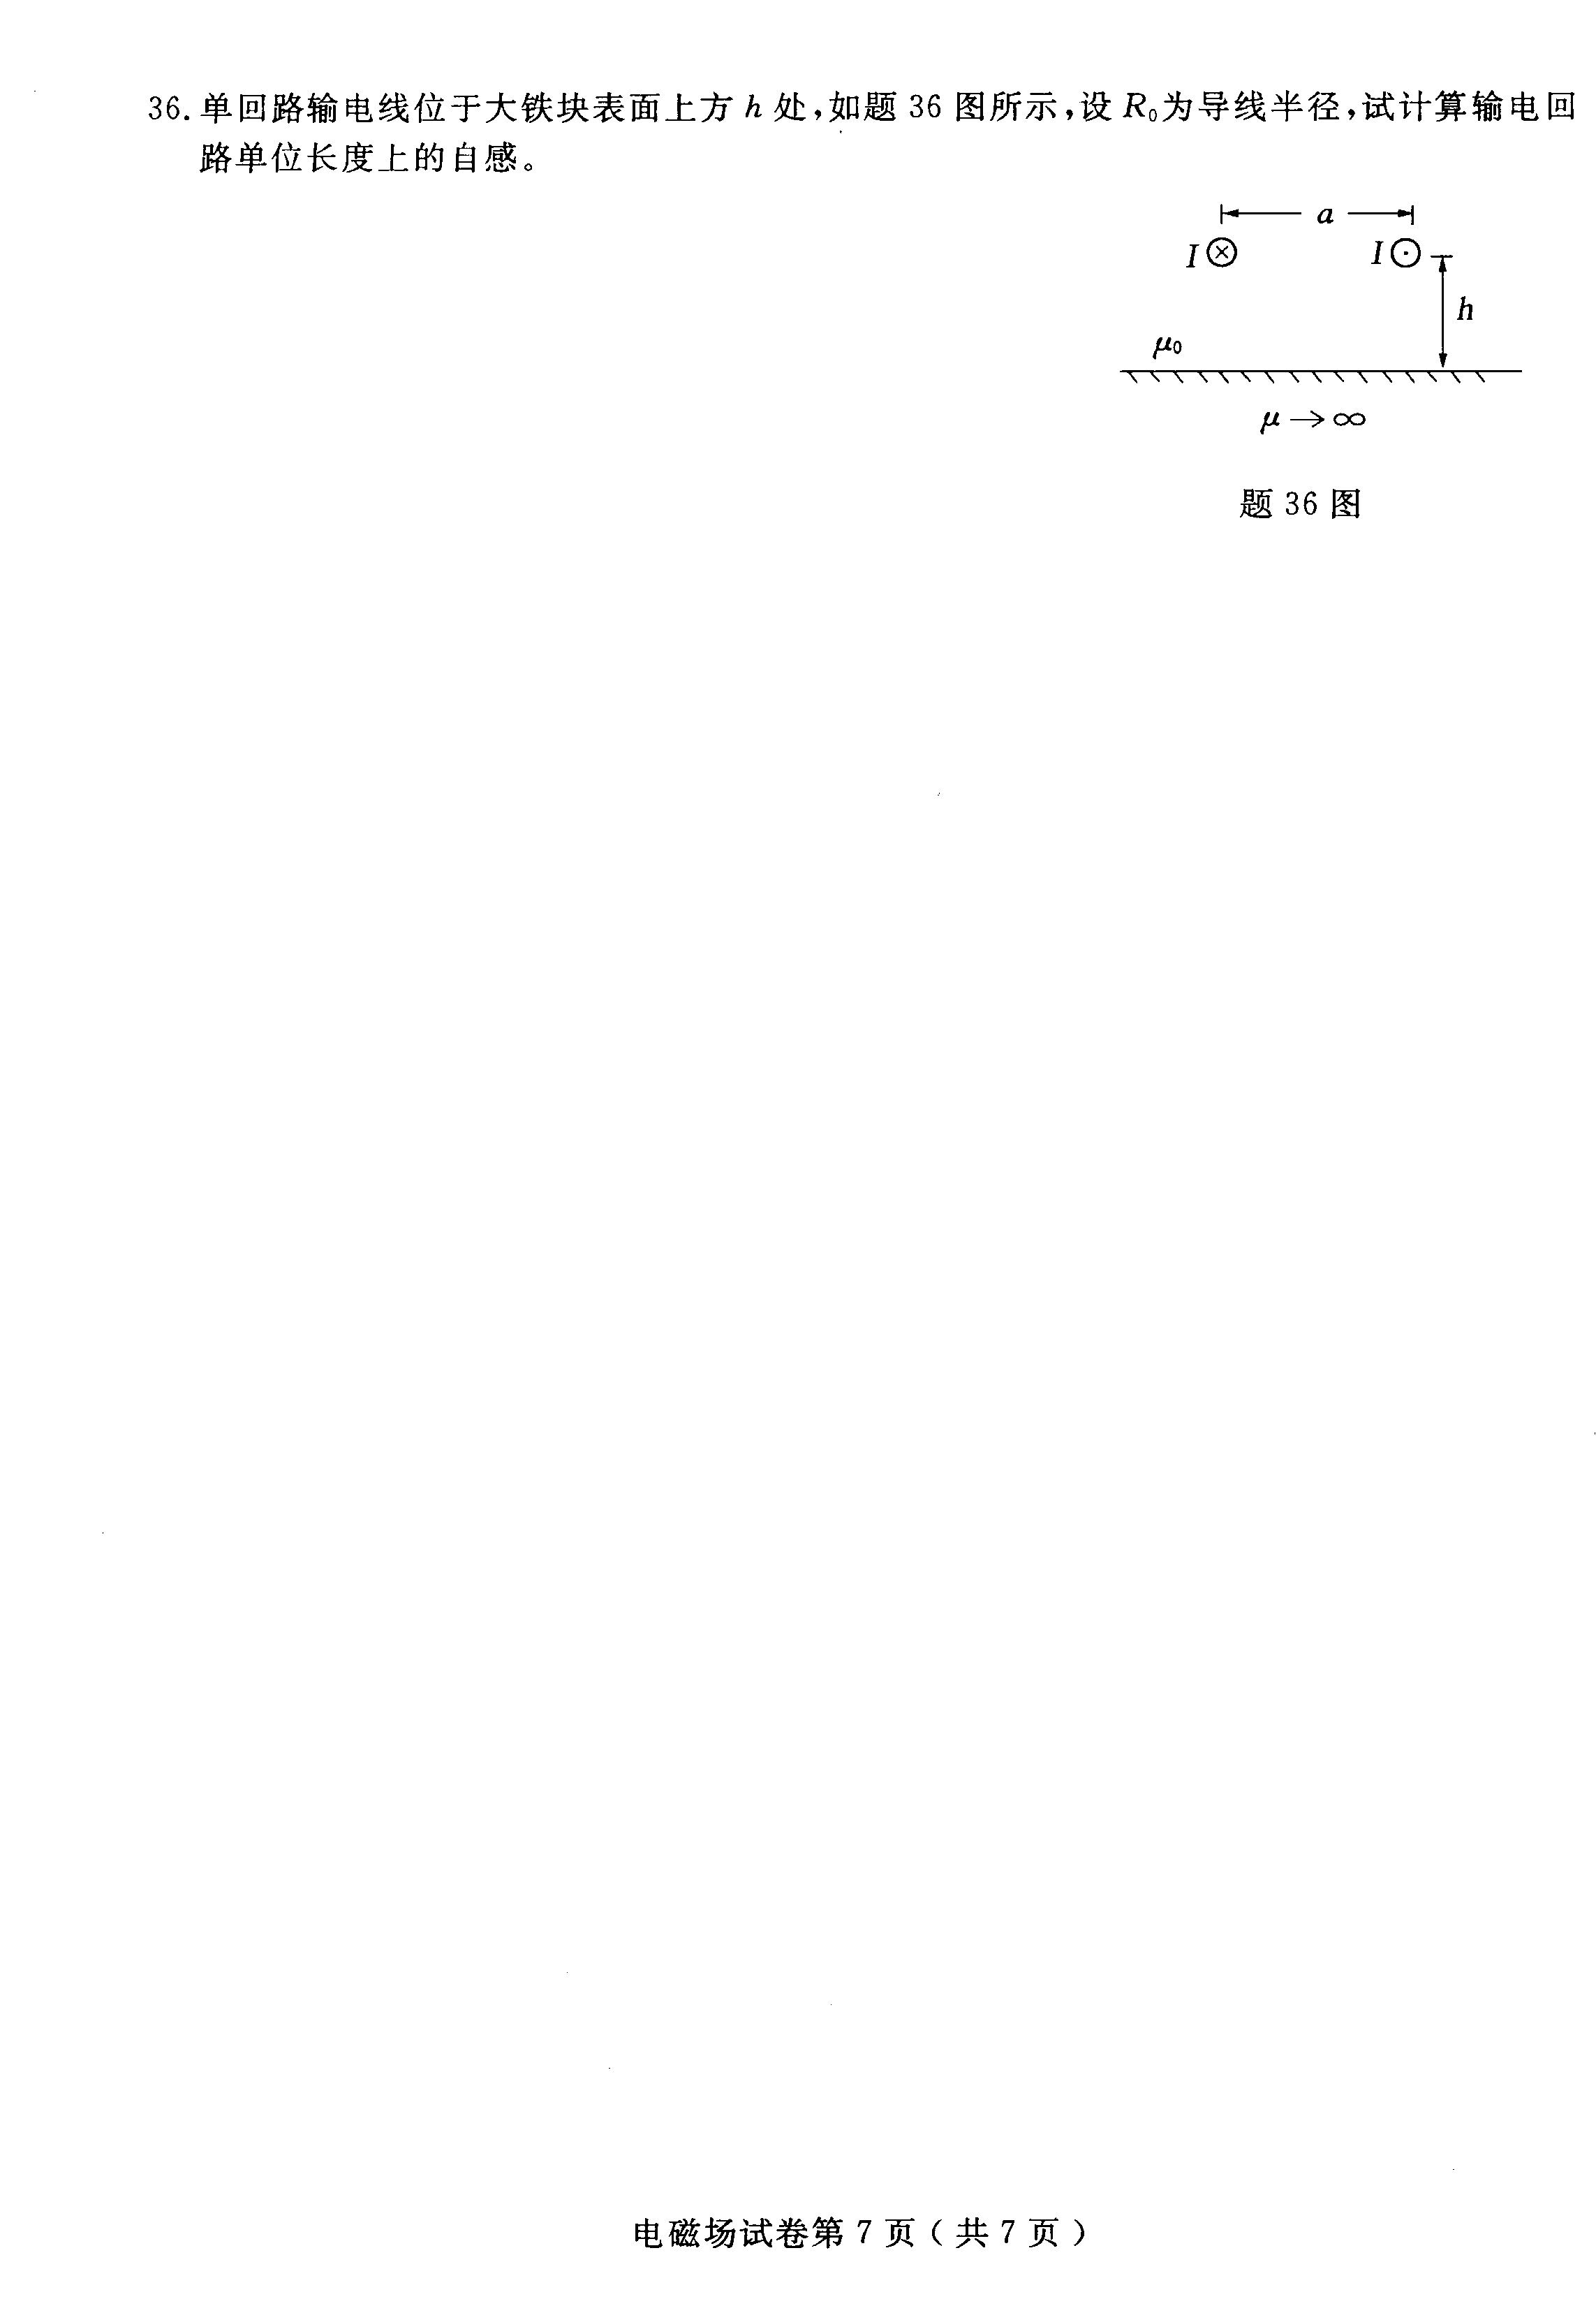 36. 单回路输电线位于大铁块表面上方 h 处,如题 36 图所示,设 R₀为导线半径,试计算输电回
路单位长度上的自感。
a
I⊗ I⊙
h
μ₀
μ→∞
题 36 图
电磁场试卷第 7 页(共 7 页)